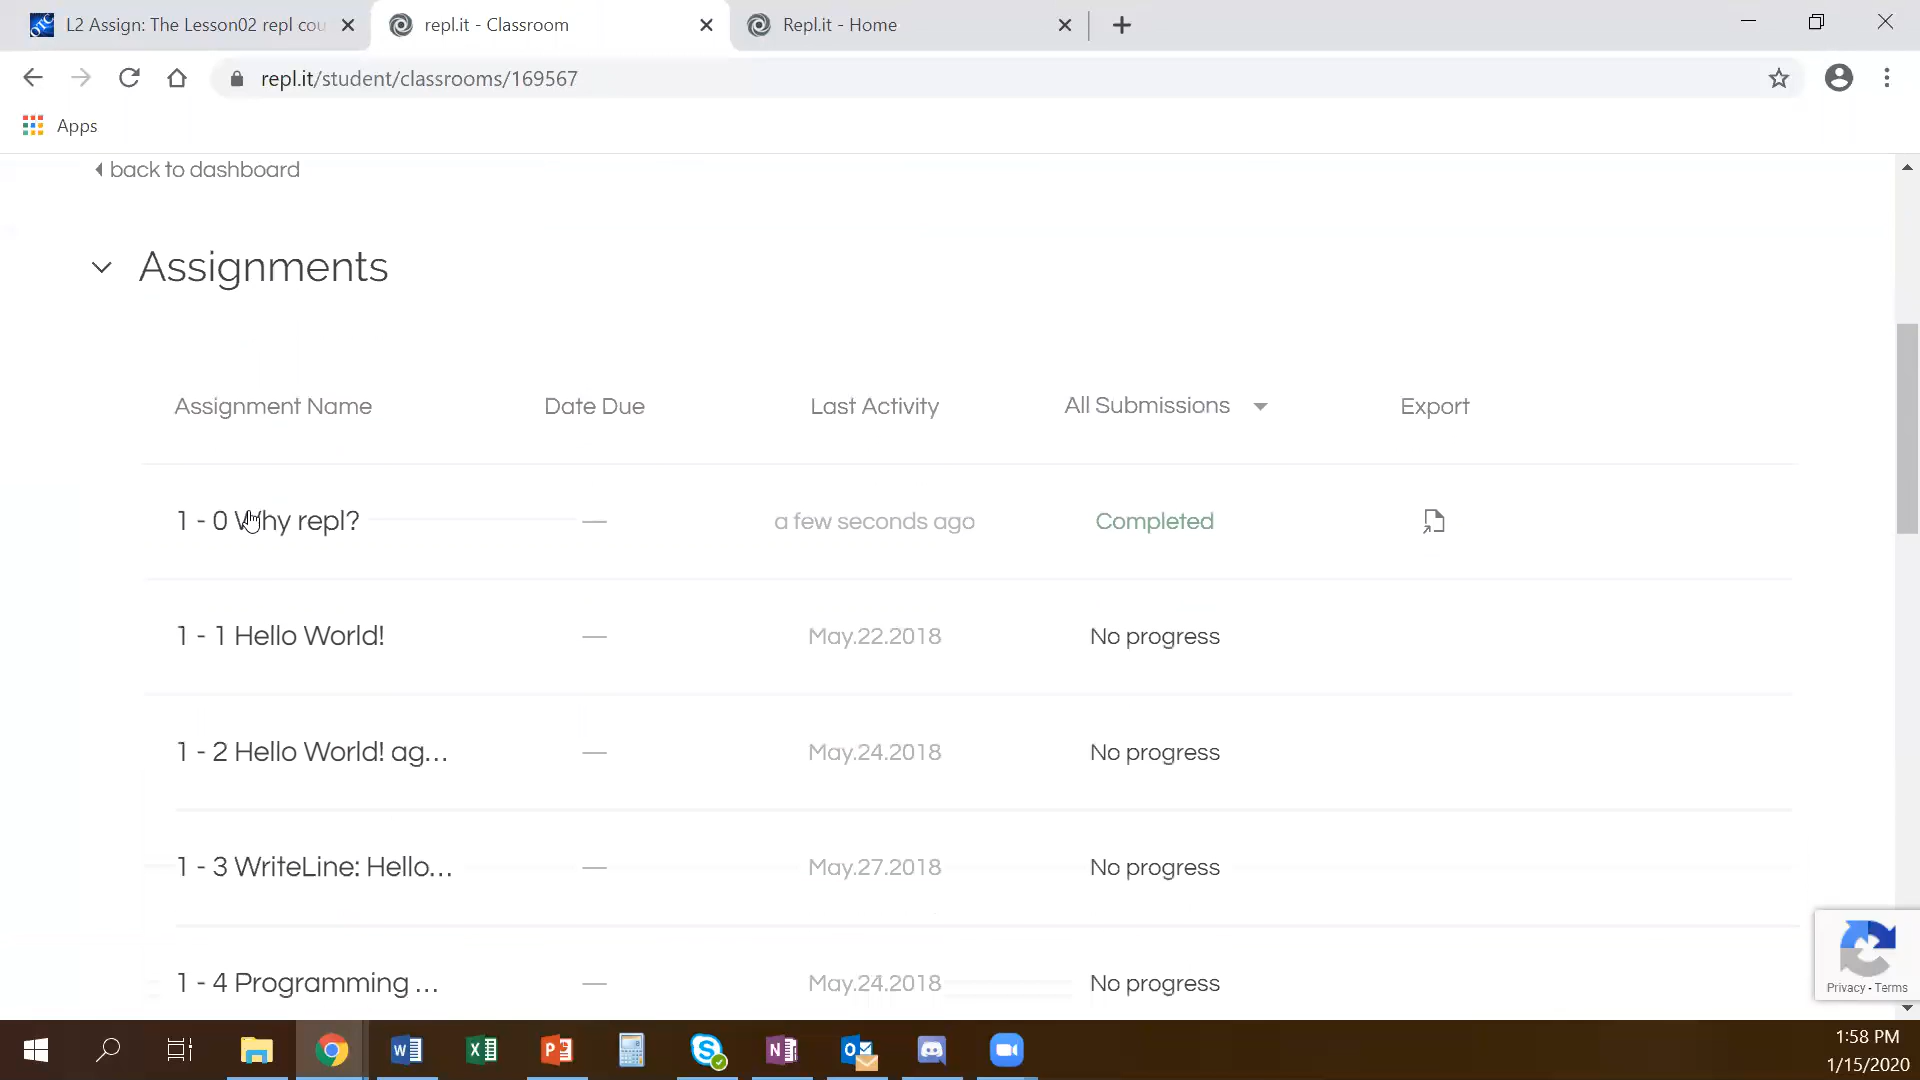 L2 Assign: The Lesson02 repl cou
repl.it - Classroom
Repl.it - Home
repl.it/student/classrooms/169567
Apps
back to dashboard
Assignments
Assignment Name Date Due Last Activity All Submissions Export
1 - 0 Why repl? — a few seconds ago Completed
1 - 1 Hello World! — May.22.2018 No progress
1 - 2 Hello World! ag... — May.24.2018 No progress
1 - 3 WriteLine: Hello... — May.27.2018 No progress
1 - 4 Programming ... — May.24.2018 No progress
Privacy - Terms
1:58 PM
1/15/2020